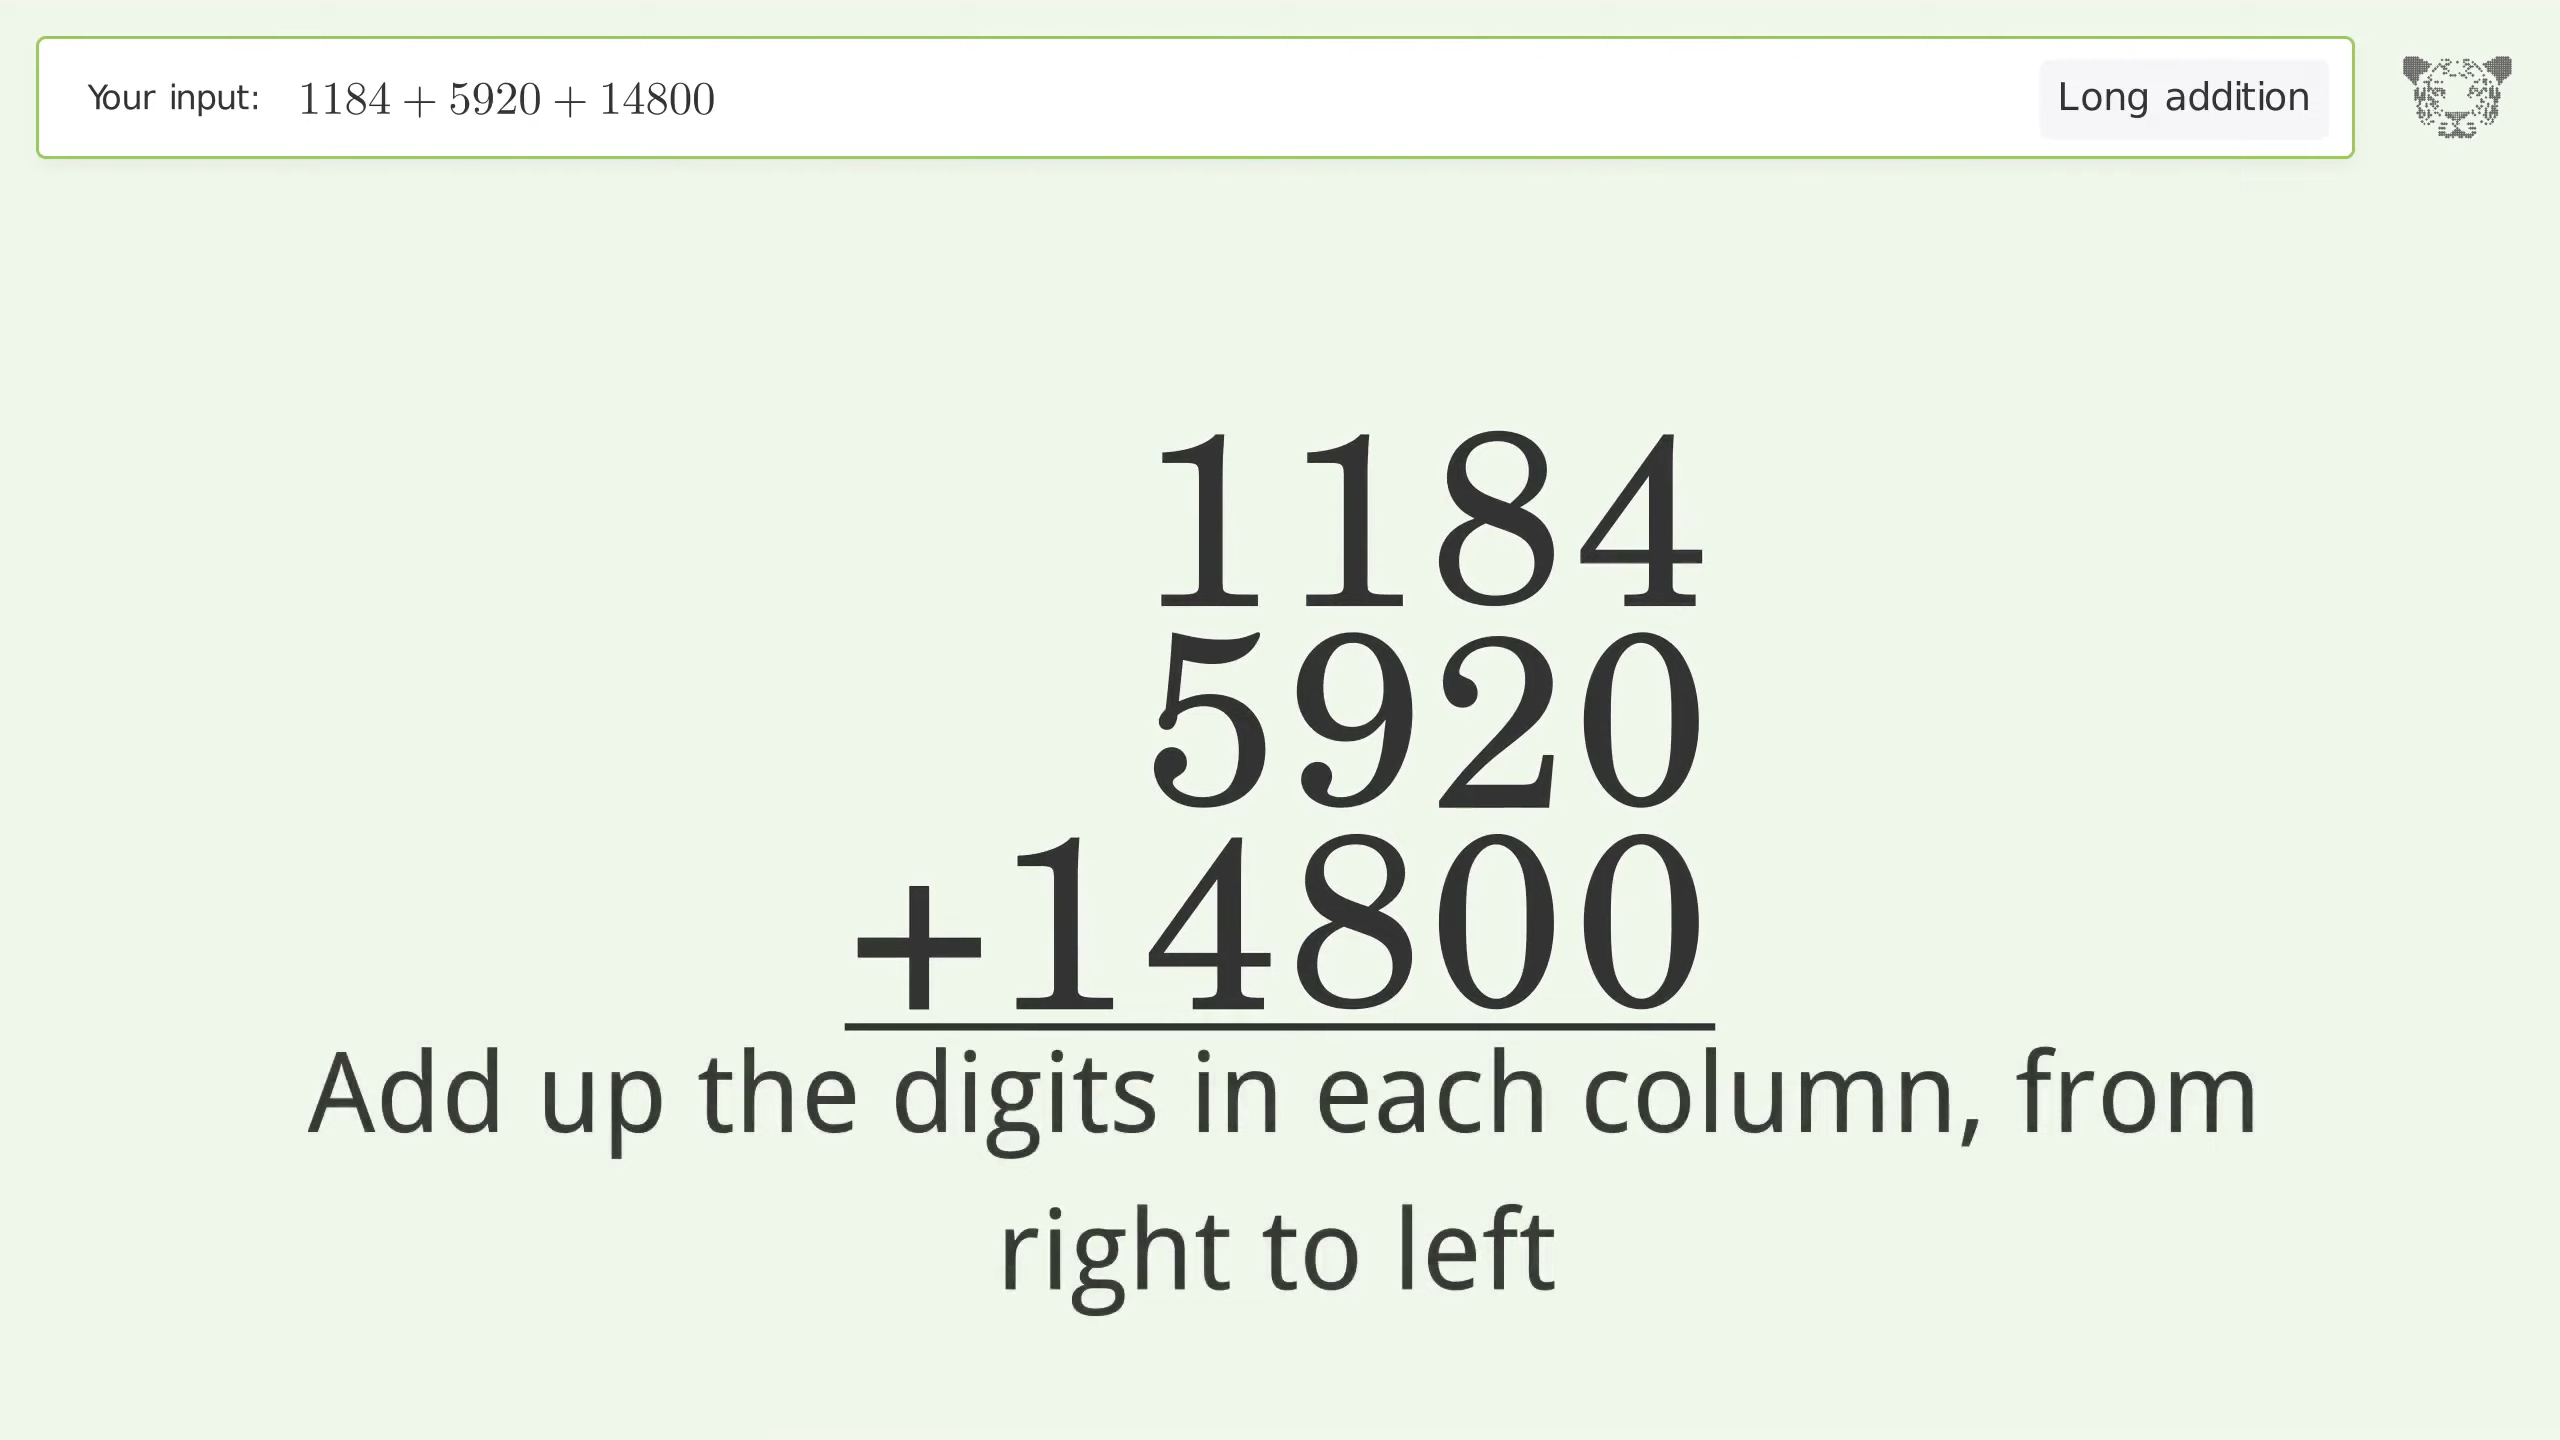 Your input: 1184 + 5920 + 14800
Long addition
1184
5920
+14800
Add up the digits in each column, from
right to left